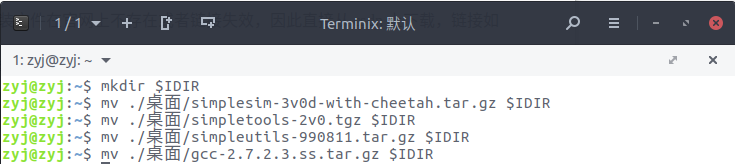 1 / 1
Terminix: 默认
1: zyj@zyj: ~
zyj@zyj:~$ mkdir $IDIR
zyj@zyj:~$ mv ./桌面/simplesim-3v0d-with-cheetah.tar.gz $IDIR
zyj@zyj:~$ mv ./桌面/simpletools-2v0.tgz $IDIR
zyj@zyj:~$ mv ./桌面/simpleutils-990811.tar.gz $IDIR
zyj@zyj:~$ mv ./桌面/gcc-2.7.2.3.ss.tar.gz $IDIR